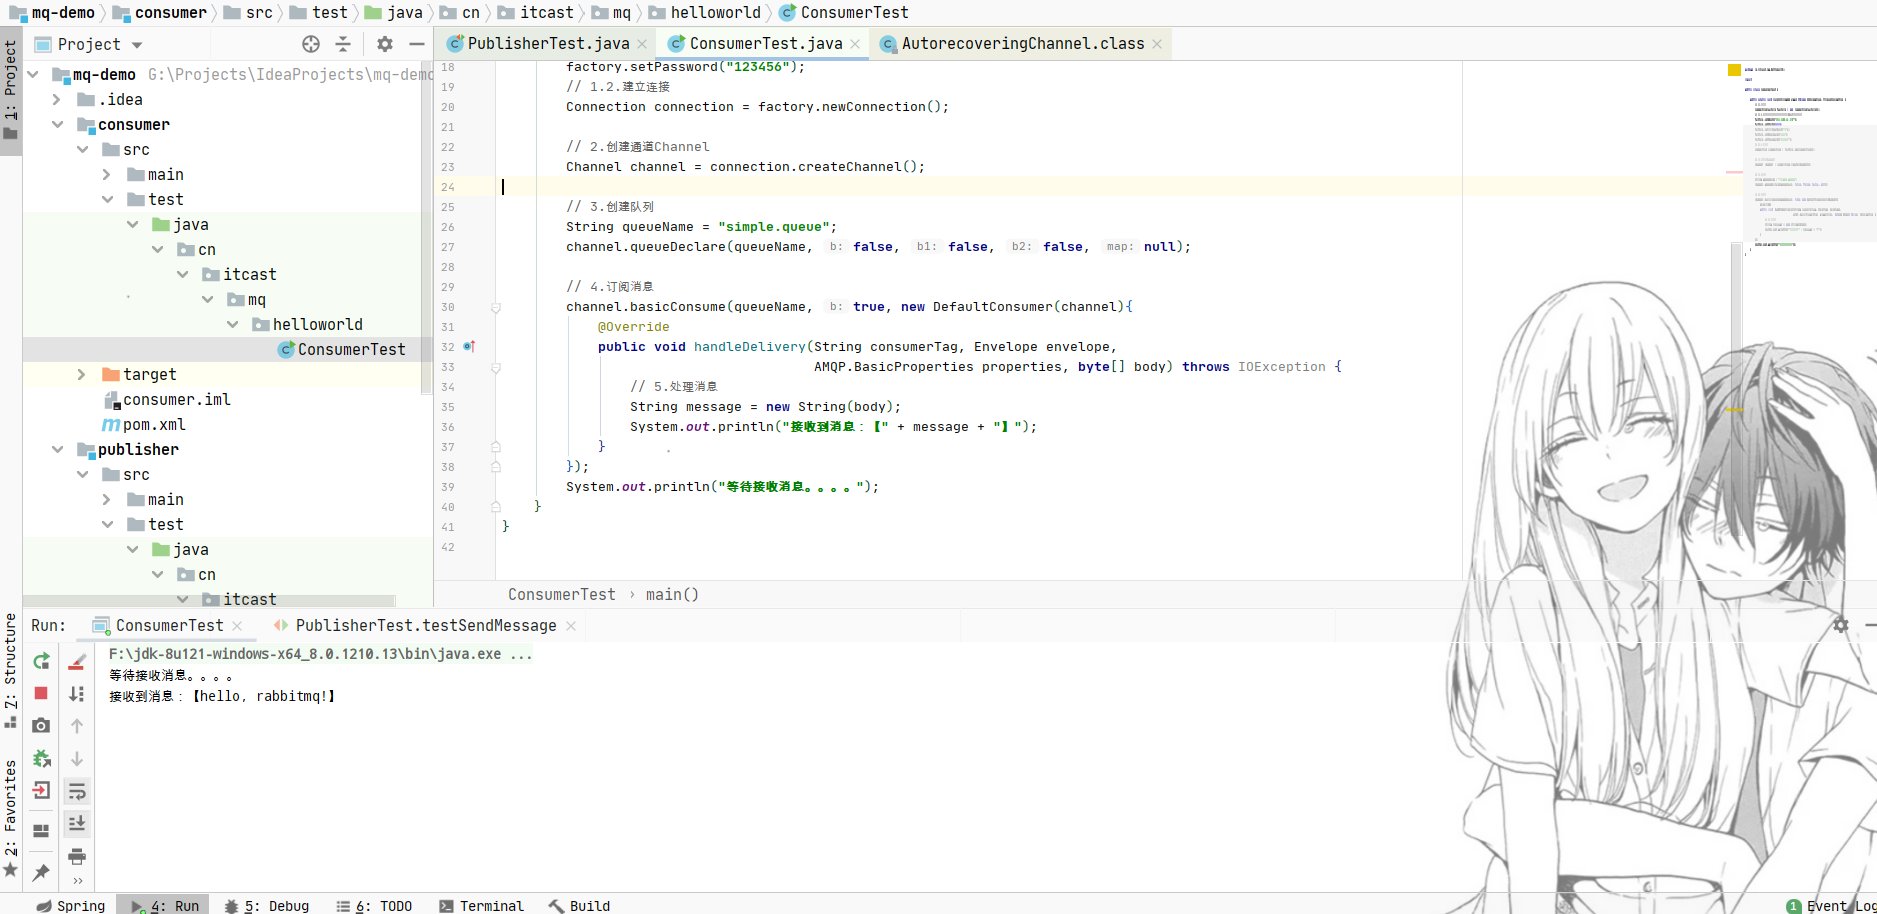 mq-demo consumer src test java cn itcast mq helloworld ConsumerTest
Project
PublisherTest.java ConsumerTest.java AutorecoveringChannel.class
1: Project
mq-demo G:\Projects\IdeaProjects\mq-demo
.idea
consumer
src
main
test
java
cn
itcast
mq
helloworld
ConsumerTest
target
consumer.iml
pom.xml
publisher
src
main
test
java
cn
itcast
18 factory.setPassword("123456");
19 // 1.2.建立连接
20 Connection connection = factory.newConnection();
21
22 // 2.创建通道Channel
23 Channel channel = connection.createChannel();
24
25 // 3.创建队列
26 String queueName = "simple.queue";
27 channel.queueDeclare(queueName, b: false, b1: false, b2: false, map: null);
28
29 // 4.订阅消息
30 channel.basicConsume(queueName, b: true, new DefaultConsumer(channel){
31 @Override
32 public void handleDelivery(String consumerTag, Envelope envelope,
33 AMQP.BasicProperties properties, byte[] body) throws IOException {
34 // 5.处理消息
35 String message = new String(body);
36 System.out.println("接收到消息：【" + message + "】");
37 }
38 });
39 System.out.println("等待接收消息。。。。");
40 }
41 }
42
ConsumerTest › main()
Run: ConsumerTest PublisherTest.testSendMessage
F:\jdk-8u121-windows-x64_8.0.1210.13\bin\java.exe ...
等待接收消息。。。。
接收到消息：【hello, rabbitmq!】
7: Structure
2: Favorites
Spring 4: Run 5: Debug 6: TODO Terminal Build 1 Event Log